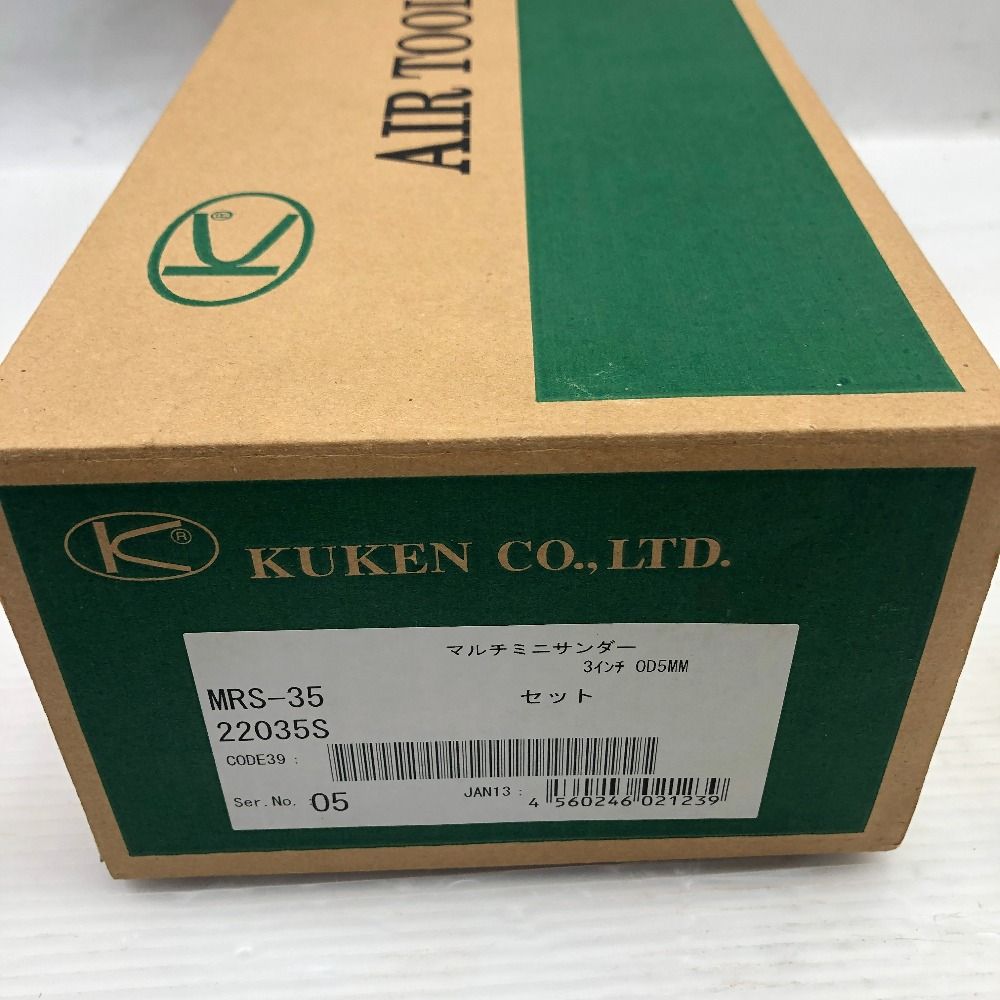 AIR TOOL
K®
K®
KUKEN CO., LTD.
マルチミニサンダー
3インチ OD5MM
MRS-35 セット
22035S
CODE39 :
Ser.No. : 05
JAN13 : 4 560246 021239